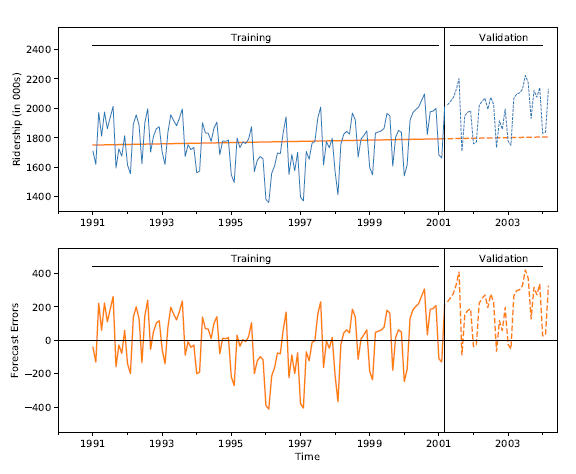 Training Validation
2400
2200
2000
1800
1600
1400
Ridership (in 000s)
1991 1993 1995 1997 1999 2001 2003
Training Validation
400
200
0
−200
−400
Forecast Errors
1991 1993 1995 1997 1999 2001 2003
Time